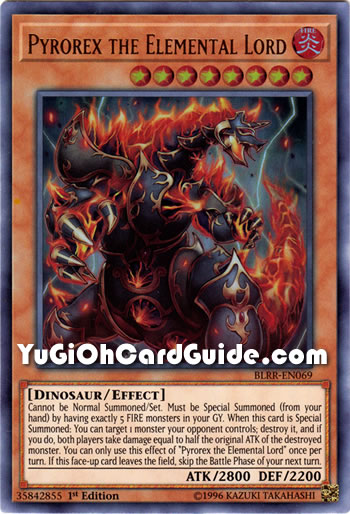 PYROREX THE ELEMENTAL LORD
FIRE
炎
YuGiOhCardGuide.com
BLRR-EN069
[DINOSAUR/EFFECT]
Cannot be Normal Summoned/Set. Must be Special Summoned (from your
hand) by having exactly 5 FIRE monsters in your GY. When this card is Special
Summoned: You can target 1 monster your opponent controls; destroy it, and if
you do, both players take damage equal to half the original ATK of the destroyed
monster. You can only use this effect of "Pyrorex the Elemental Lord" once per
turn. If this face-up card leaves the field, skip the Battle Phase of your next turn.
ATK/2800 DEF/2200
35842855 1st Edition ©1996 KAZUKI TAKAHASHI